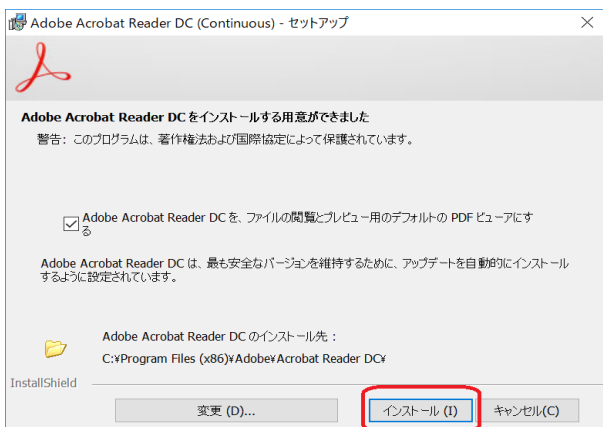 Adobe Acrobat Reader DC (Continuous) - セットアップ
Adobe Acrobat Reader DC をインストールする用意ができました
警告: このプログラムは、著作権法および国際協定によって保護されています。
Adobe Acrobat Reader DC を、ファイルの閲覧とプレビュー用のデフォルトの PDF ビューアにす
る
Adobe Acrobat Reader DC は、最も安全なバージョンを維持するために、アップデートを自動的にインストール
するように設定されています。
Adobe Acrobat Reader DC のインストール先 :
C:¥Program Files (x86)¥Adobe¥Acrobat Reader DC¥
InstallShield
変更 (D)... インストール (I) キャンセル(C)